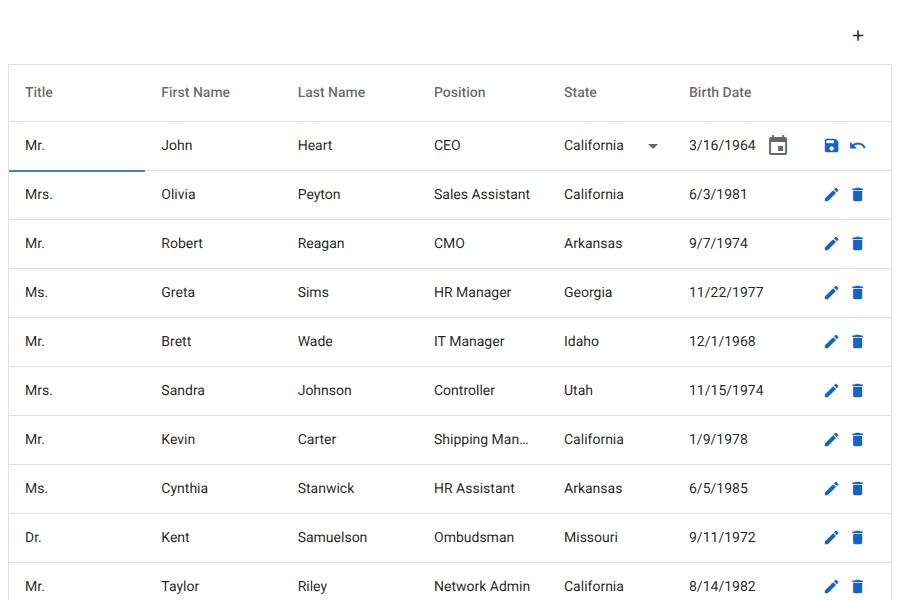 +
Title First Name Last Name Position State Birth Date
Mr. John Heart CEO California 3/16/1964
Mrs. Olivia Peyton Sales Assistant California 6/3/1981
Mr. Robert Reagan CMO Arkansas 9/7/1974
Ms. Greta Sims HR Manager Georgia 11/22/1977
Mr. Brett Wade IT Manager Idaho 12/1/1968
Mrs. Sandra Johnson Controller Utah 11/15/1974
Mr. Kevin Carter Shipping Man... California 1/9/1978
Ms. Cynthia Stanwick HR Assistant Arkansas 6/5/1985
Dr. Kent Samuelson Ombudsman Missouri 9/11/1972
Mr. Taylor Riley Network Admin California 8/14/1982